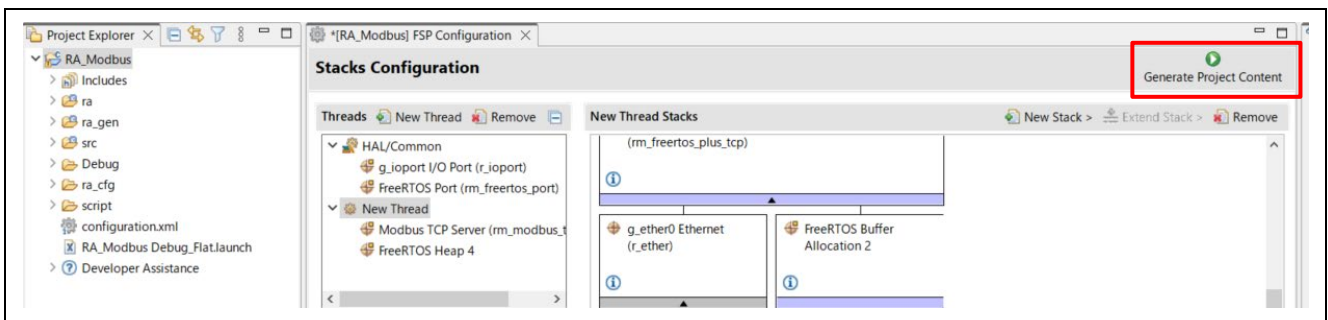 Project Explorer
RA_Modbus
Includes
ra
ra_gen
src
Debug
ra_cfg
script
configuration.xml
RA_Modbus Debug_Flat.launch
Developer Assistance
*[RA_Modbus] FSP Configuration
Stacks Configuration
Generate Project Content
Threads New Thread Remove
HAL/Common
g_ioport I/O Port (r_ioport)
FreeRTOS Port (rm_freertos_port)
New Thread
Modbus TCP Server (rm_modbus_t
FreeRTOS Heap 4
New Thread Stacks
New Stack > Extend Stack > Remove
(rm_freertos_plus_tcp)
g_ether0 Ethernet
(r_ether)
FreeRTOS Buffer
Allocation 2